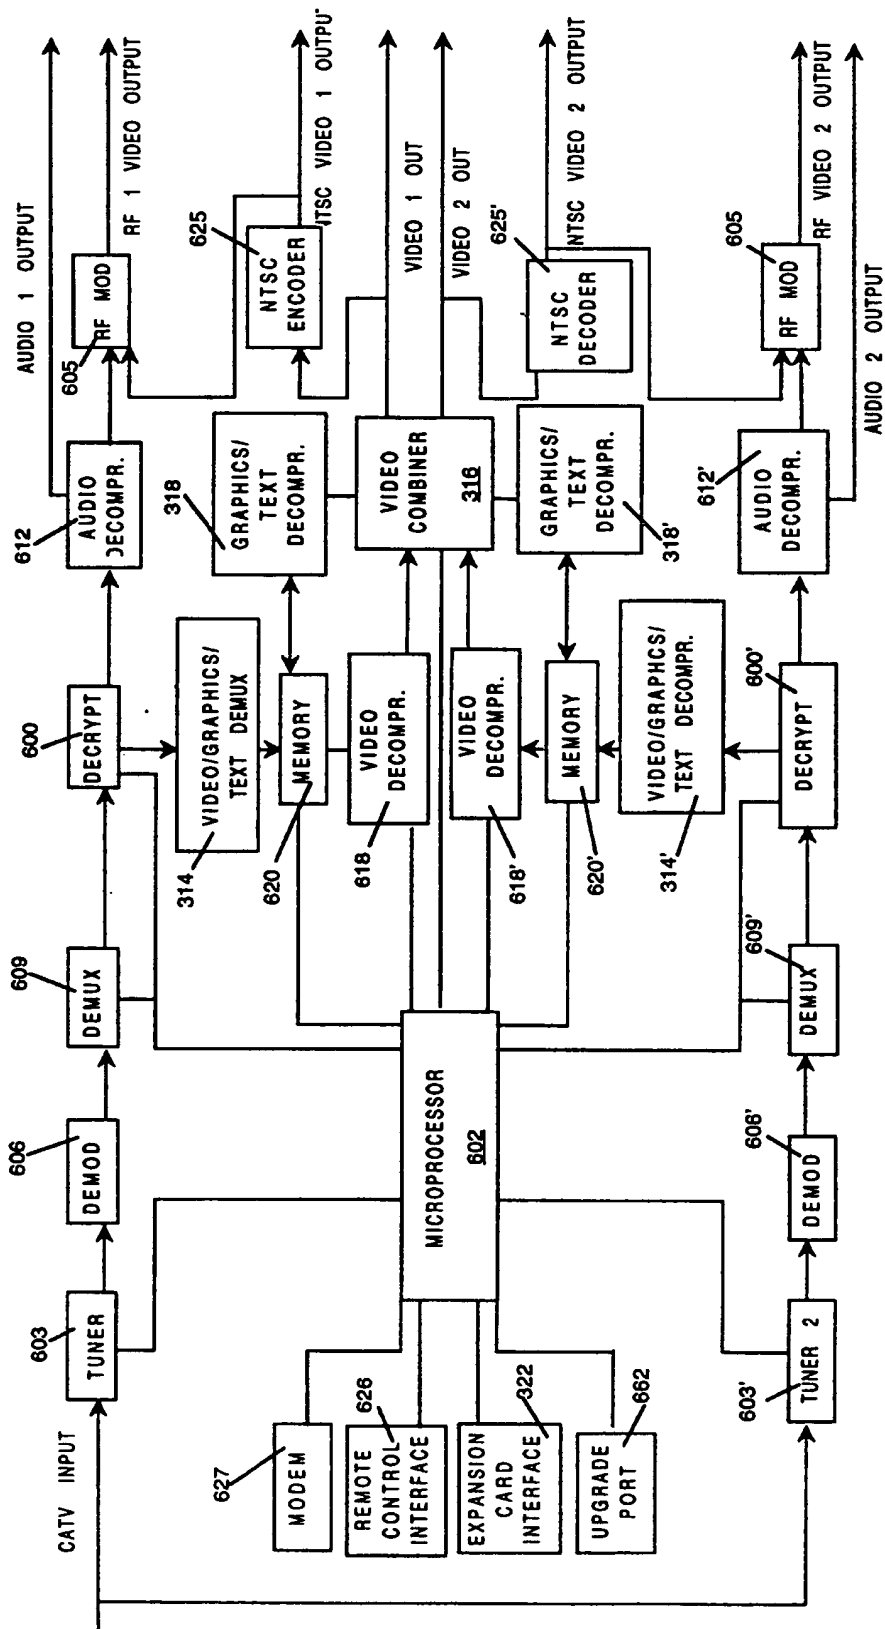 CATV INPUT
603
TUNER
606
DEMOD
609
DEMUX
600
DECRYPT
612
AUDIO
DECOMPR.
605
RF MOD
AUDIO 1 OUTPUT
RF 1 VIDEO OUTPUT
314
VIDEO/GRAPHICS/
TEXT DEMUX
318
GRAPHICS/
TEXT
DECOMPR.
625
NTSC
ENCODER
NTSC VIDEO 1 OUTPUT
620
MEMORY
618
VIDEO
DECOMPR.
627
MODEM
626
REMOTE
CONTROL
INTERFACE
322
EXPANSION
CARD
INTERFACE
662
UPGRADE
PORT
MICROPROCESSOR
602
VIDEO
COMBINER
316
VIDEO 1 OUT
VIDEO 2 OUT
618'
VIDEO
DECOMPR.
620'
MEMORY
318'
GRAPHICS/
TEXT
DECOMPR.
625'
NTSC
DECODER
NTSC VIDEO 2 OUTPUT
314'
VIDEO/GRAPHCS/
TEXT DECOMPR.
603'
TUNER 2
606'
DEMOD
609'
DEMUX
600'
DECRYPT
612'
AUDIO
DECOMPR.
605
RF MOD
RF VIDEO 2 OUTPUT
AUDIO 2 OUTPUT